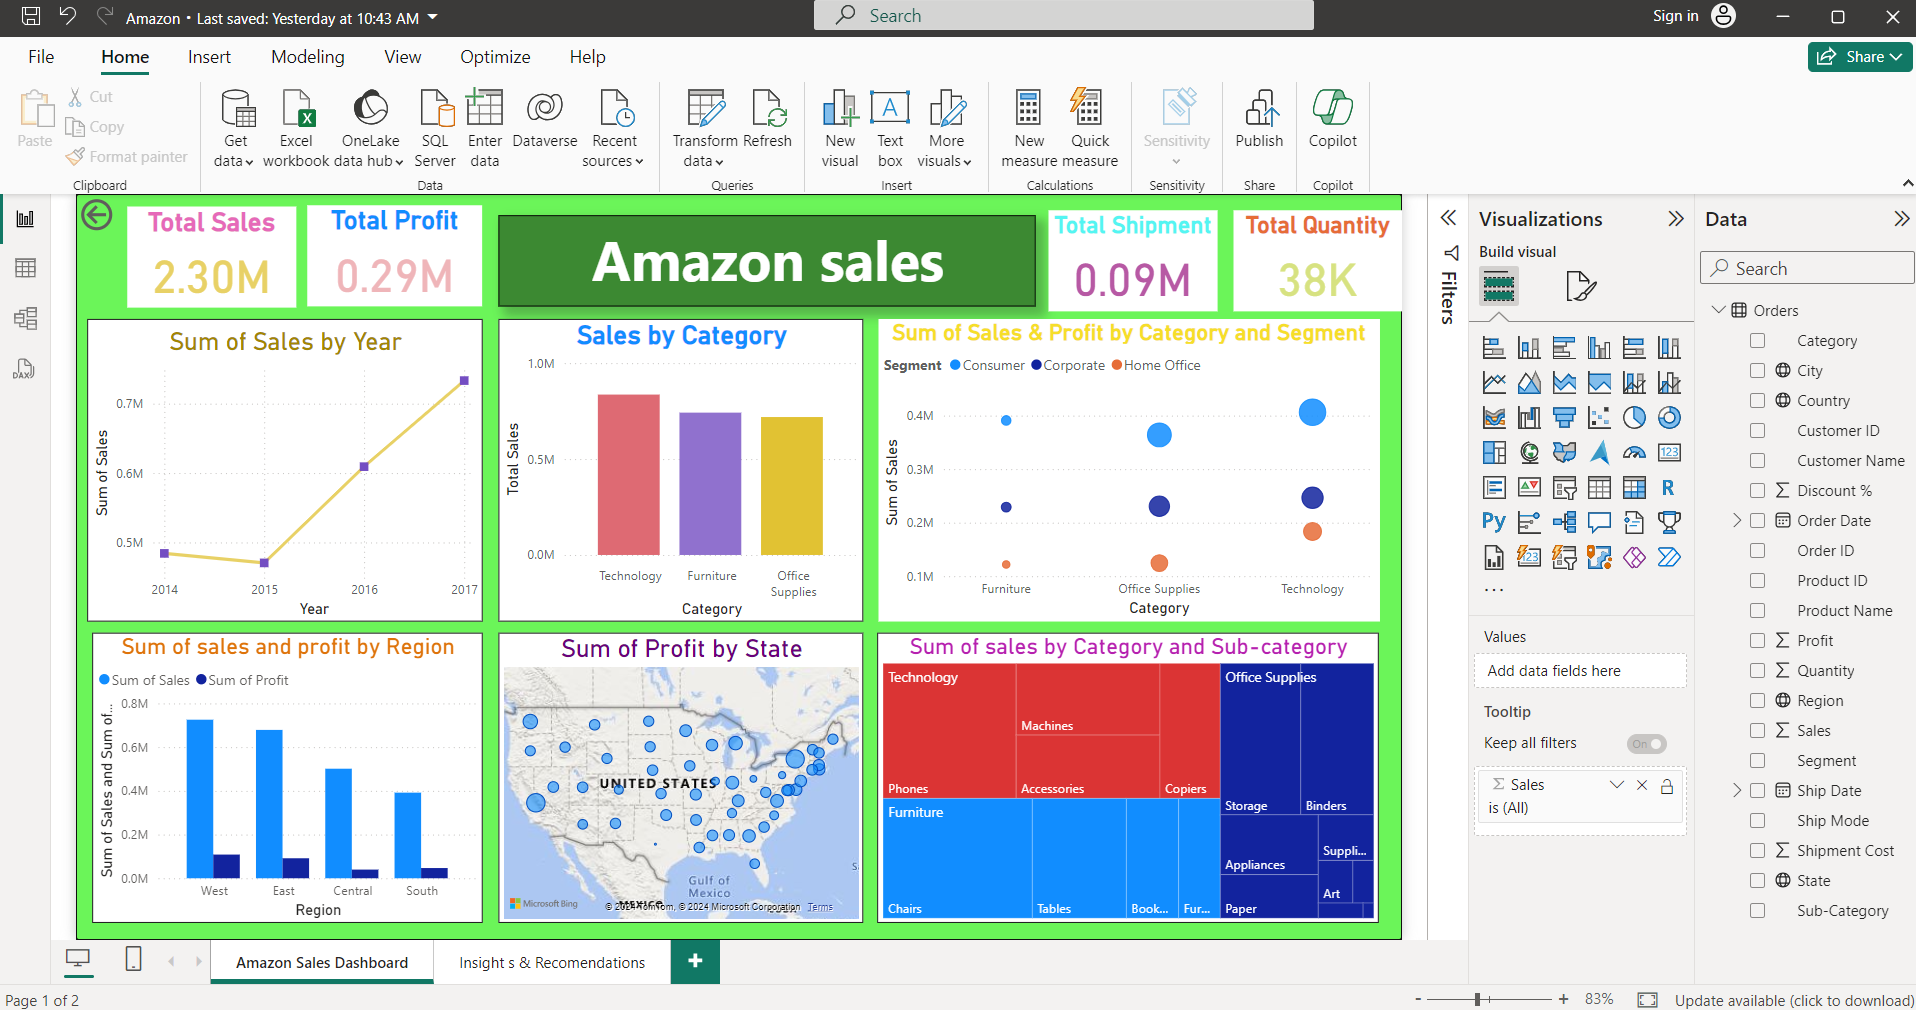 Amazon • Last saved: Yesterday at 10:43 AM
Search
Sign in
File Home Insert Modeling View Optimize Help
Share
Paste
Cut
Copy
Format painter
Clipboard
Get data
Excel workbook
OneLake data hub
SQL Server
Enter data
Dataverse
Recent sources
Data
Transform data
Refresh
Queries
New visual
Text box
More visuals
Insert
New measure
Quick measure
Calculations
Sensitivity
Sensitivity
Publish
Share
Copilot
Copilot
Total Sales
2.30M
Total Profit
0.29M
Amazon sales
Total Shipment
0.09M
Total Quantity
38K
Sum of Sales by Year
Sum of Sales
0.7M
0.6M
0.5M
2014 2015 2016 2017
Year
Sales by Category
Total Sales
1.0M
0.5M
0.0M
Technology Furniture Office Supplies
Category
Sum of Sales & Profit by Category and Segment
Segment Consumer Corporate Home Office
Sum of Sales
0.4M
0.3M
0.2M
0.1M
Furniture Office Supplies Technology
Category
Sum of sales and profit by Region
Sum of Sales Sum of Profit
Sum of Sales and Sum of...
0.8M
0.6M
0.4M
0.2M
0.0M
West East Central South
Region
Sum of Profit by State
UNITED STATES
Gulf of
Mexico
MEXICO
Microsoft Bing
© 2024 TomTom, © 2024 Microsoft Corporation Terms
Sum of sales by Category and Sub-category
Technology
Phones
Machines
Accessories
Copiers
Furniture
Chairs
Tables
Book...
Fur...
Office Supplies
Storage
Binders
Appliances
Suppli...
Art
Paper
Filters
Visualizations
Build visual
123
R
Py
123
...
Values
Add data fields here
Tooltip
Keep all filters
On
Sales
is (All)
Data
Search
Orders
Category
City
Country
Customer ID
Customer Name
Discount %
Order Date
Order ID
Product ID
Product Name
Profit
Quantity
Region
Sales
Segment
Ship Date
Ship Mode
Shipment Cost
State
Sub-Category
DAX
Amazon Sales Dashboard
Insight s & Recomendations
+
Page 1 of 2
- + 83%
Update available (click to download)